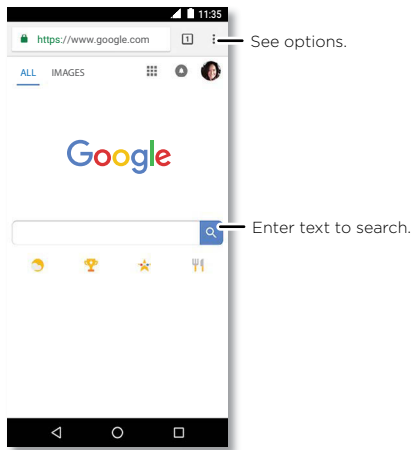 11:35
https://www.google.com
1
See options.
ALL IMAGES
Google
Enter text to search.